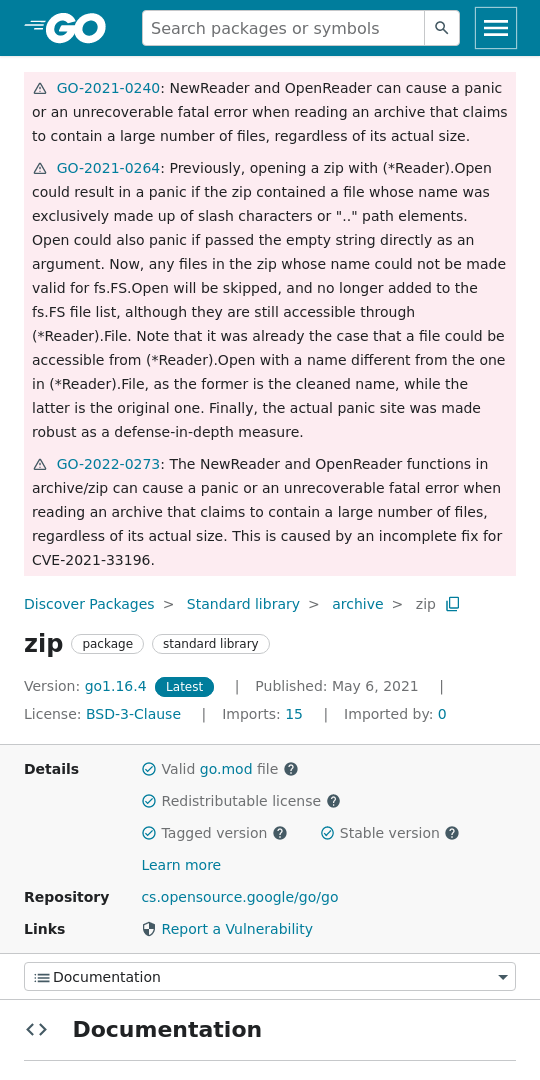 GO
Search packages or symbols
GO-2021-0240: NewReader and OpenReader can cause a panic
or an unrecoverable fatal error when reading an archive that claims
to contain a large number of files, regardless of its actual size.
GO-2021-0264: Previously, opening a zip with (*Reader).Open
could result in a panic if the zip contained a file whose name was
exclusively made up of slash characters or ".." path elements.
Open could also panic if passed the empty string directly as an
argument. Now, any files in the zip whose name could not be made
valid for fs.FS.Open will be skipped, and no longer added to the
fs.FS file list, although they are still accessible through
(*Reader).File. Note that it was already the case that a file could be
accessible from (*Reader).Open with a name different from the one
in (*Reader).File, as the former is the cleaned name, while the
latter is the original one. Finally, the actual panic site was made
robust as a defense-in-depth measure.
GO-2022-0273: The NewReader and OpenReader functions in
archive/zip can cause a panic or an unrecoverable fatal error when
reading an archive that claims to contain a large number of files,
regardless of its actual size. This is caused by an incomplete fix for
CVE-2021-33196.
Discover Packages > Standard library > archive > zip
zip package standard library
Version: go1.16.4 Latest | Published: May 6, 2021 |
License: BSD-3-Clause | Imports: 15 | Imported by: 0
Details Valid go.mod file
Redistributable license
Tagged version Stable version
Learn more
Repository cs.opensource.google/go/go
Links Report a Vulnerability
Documentation
Documentation